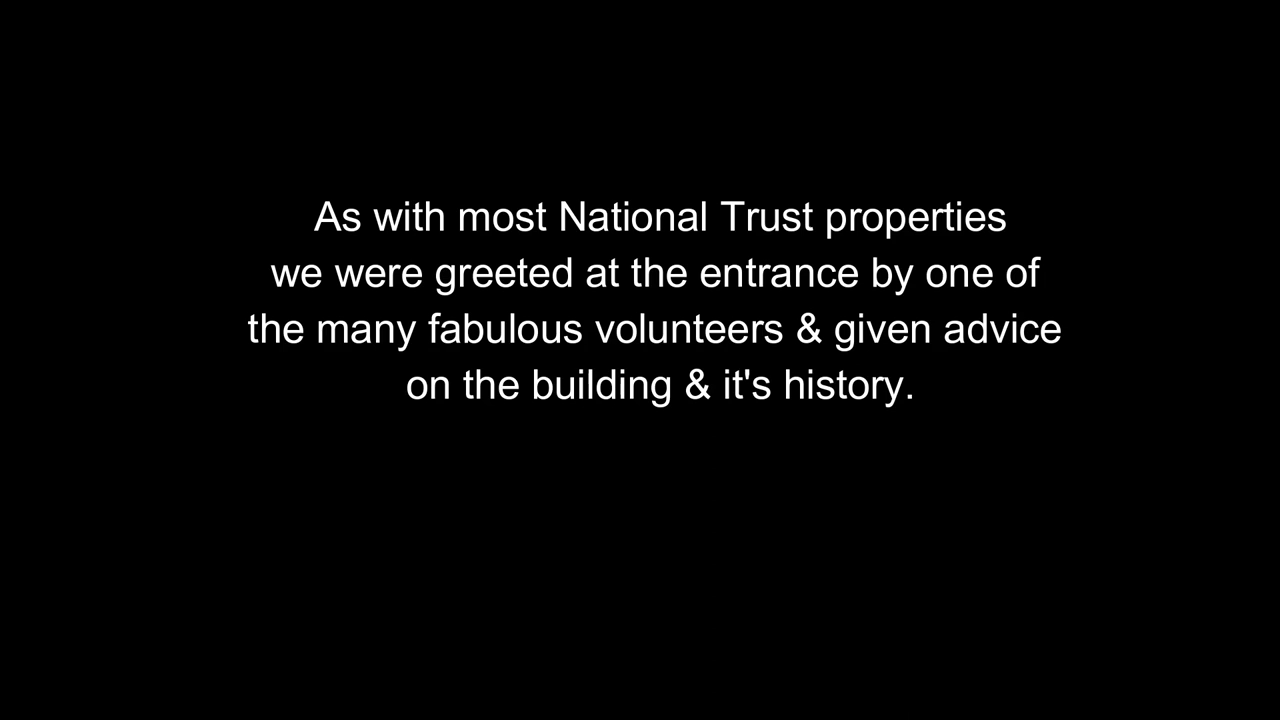 As with most National Trust properties
we were greeted at the entrance by one of
the many fabulous volunteers & given advice
on the building & it's history.